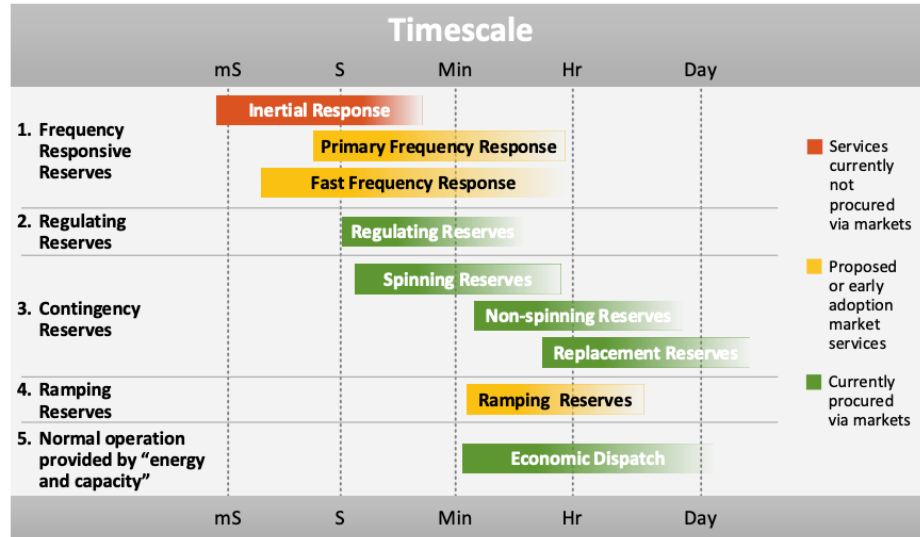 Timescale
mS S Min Hr Day
1. Frequency
Responsive
Reserves
Inertial Response
Primary Frequency Response
Fast Frequency Response
2. Regulating
Reserves
Regulating Reserves
3. Contingency
Reserves
Spinning Reserves
Non-spinning Reserves
Replacement Reserves
4. Ramping
Reserves
Ramping Reserves
5. Normal operation
provided by “energy
and capacity”
Economic Dispatch
Services
currently
not
procured
via markets
Proposed
or early
adoption
market
services
Currently
procured
via markets
mS S Min Hr Day